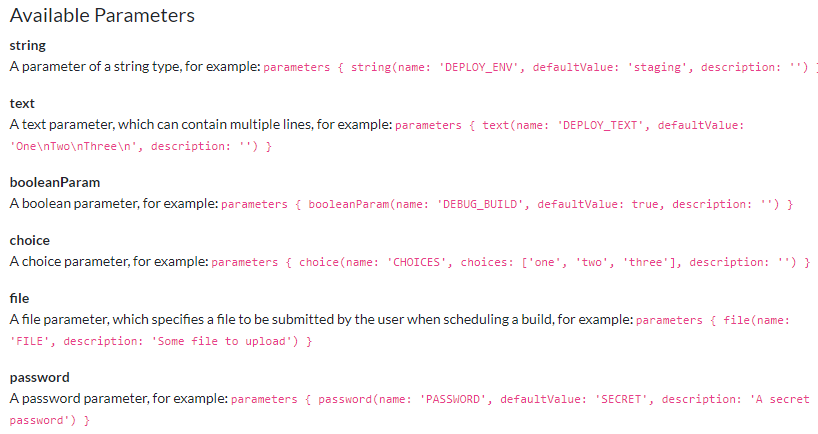 Available Parameters
string
A parameter of a string type, for example: parameters { string(name: 'DEPLOY_ENV', defaultValue: 'staging', description: '') }
text
A text parameter, which can contain multiple lines, for example: parameters { text(name: 'DEPLOY_TEXT', defaultValue:
'One\nTwo\nThree\n', description: '') }
booleanParam
A boolean parameter, for example: parameters { booleanParam(name: 'DEBUG_BUILD', defaultValue: true, description: '') }
choice
A choice parameter, for example: parameters { choice(name: 'CHOICES', choices: ['one', 'two', 'three'], description: '') }
file
A file parameter, which specifies a file to be submitted by the user when scheduling a build, for example: parameters { file(name:
'FILE', description: 'Some file to upload') }
password
A password parameter, for example: parameters { password(name: 'PASSWORD', defaultValue: 'SECRET', description: 'A secret
password') }